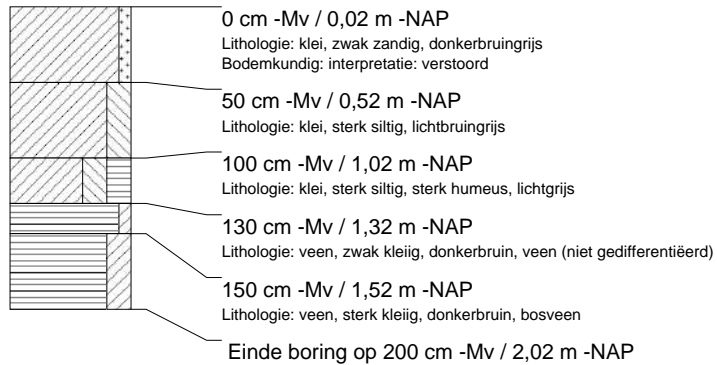 0 cm -Mv / 0,02 m -NAP
Lithologie: klei, zwak zandig, donkerbruingrijs
Bodemkundig: interpretatie: verstoord
50 cm -Mv / 0,52 m -NAP
Lithologie: klei, sterk siltig, lichtbruingrijs
100 cm -Mv / 1,02 m -NAP
Lithologie: klei, sterk siltig, sterk humeus, lichtgrijs
130 cm -Mv / 1,32 m -NAP
Lithologie: veen, zwak kleiig, donkerbruin, veen (niet gedifferentiëerd)
150 cm -Mv / 1,52 m -NAP
Lithologie: veen, sterk kleiig, donkerbruin, bosveen
Einde boring op 200 cm -Mv / 2,02 m -NAP